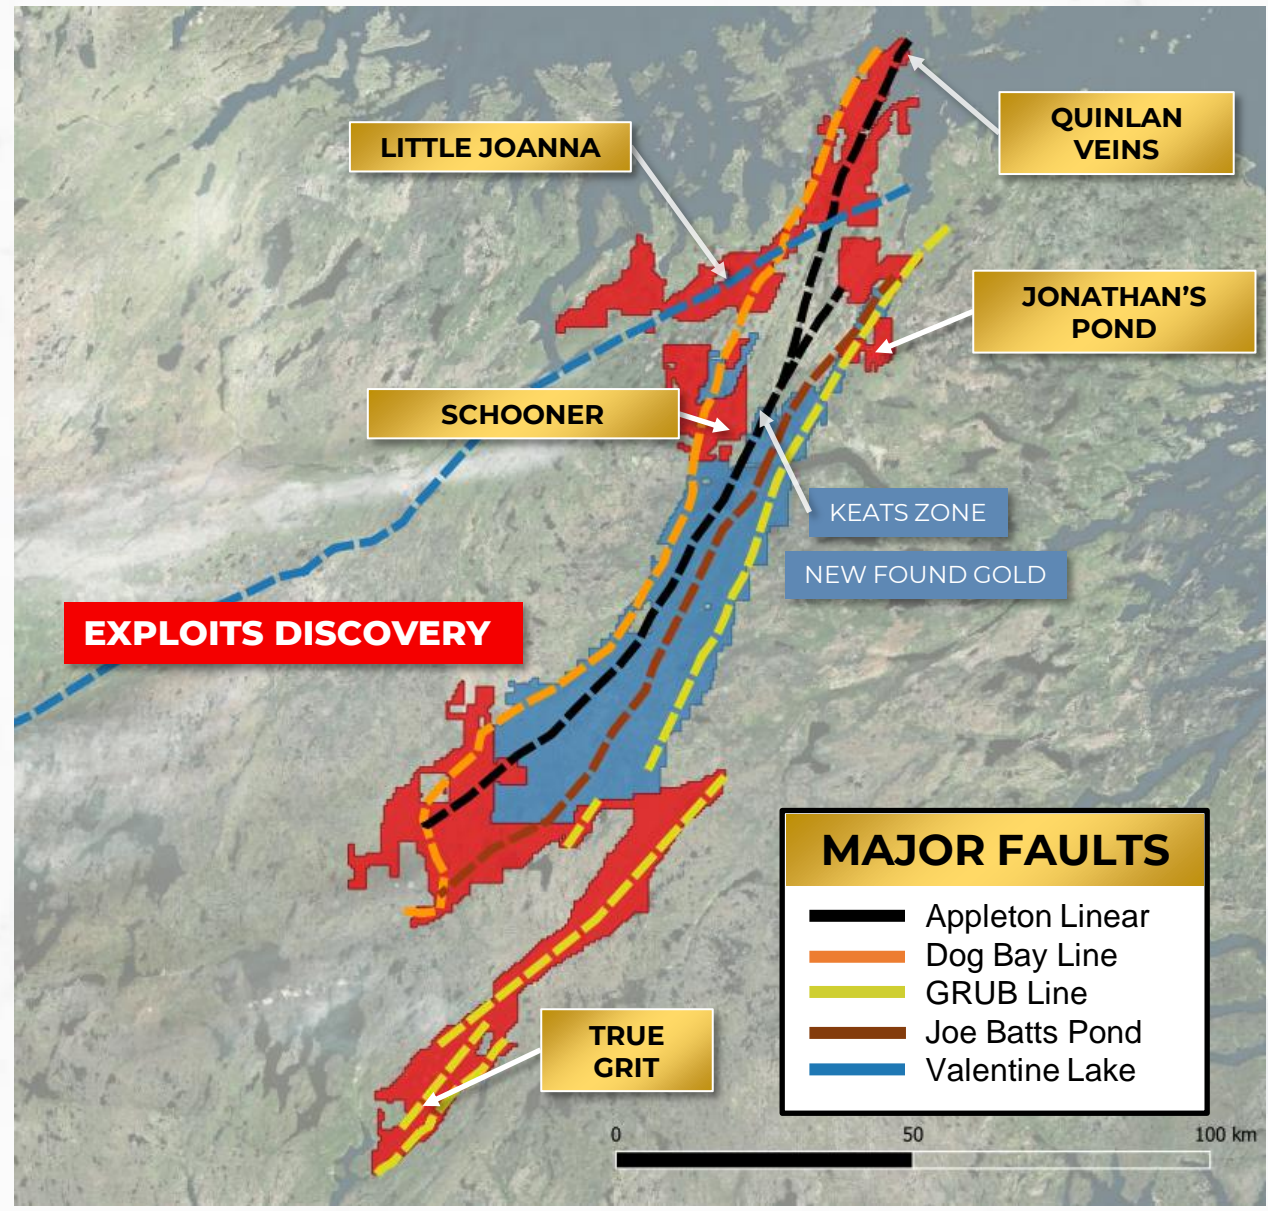 QUINLAN
VEINS
LITTLE JOANNA
JONATHAN'S
POND
SCHOONER
KEATS ZONE
NEW FOUND GOLD
EXPLOITS DISCOVERY
MAJOR FAULTS
Appleton Linear
Dog Bay Line
GRUB Line
Joe Batts Pond
Valentine Lake
TRUE
GRIT
0 50 100 km